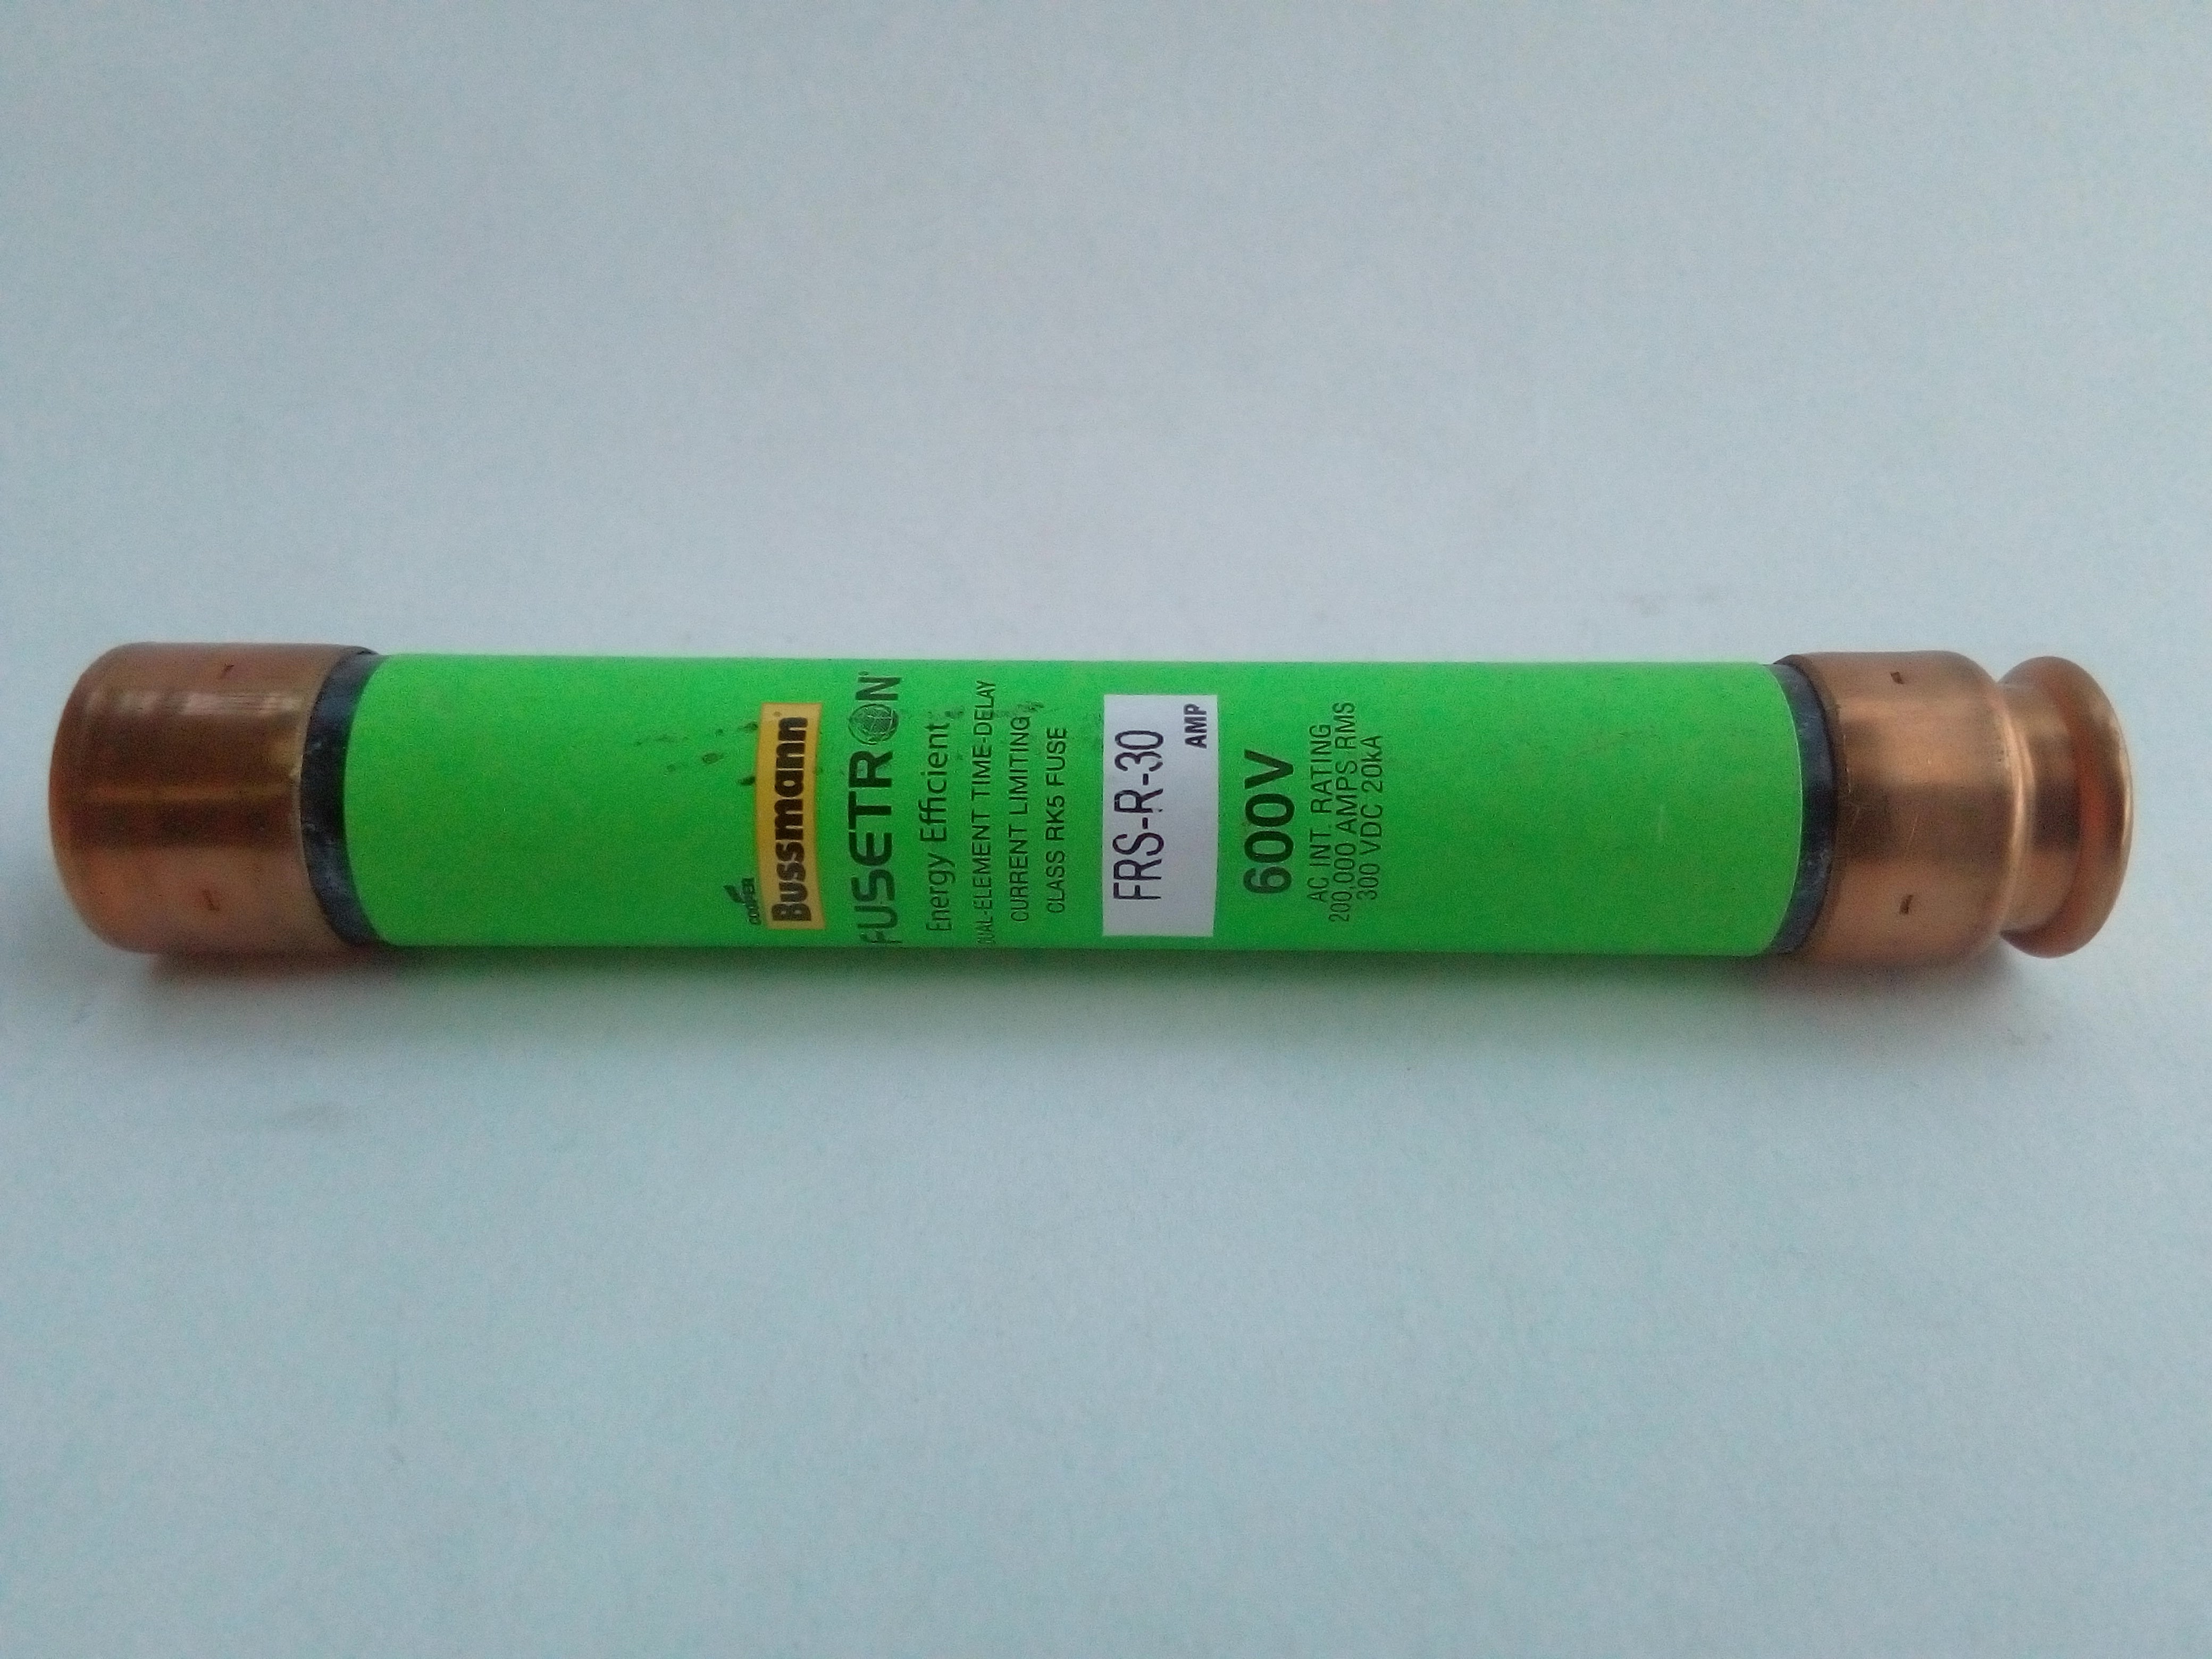 COOPER
Bussmann
FUSETRON
Energy Efficient
DUAL-ELEMENT TIME-DELAY
CURRENT LIMITING
CLASS RK5 FUSE
FRS-R-30
AMP
600V
AC INT. RATING
200,000 AMPS RMS
300 VDC 20kA